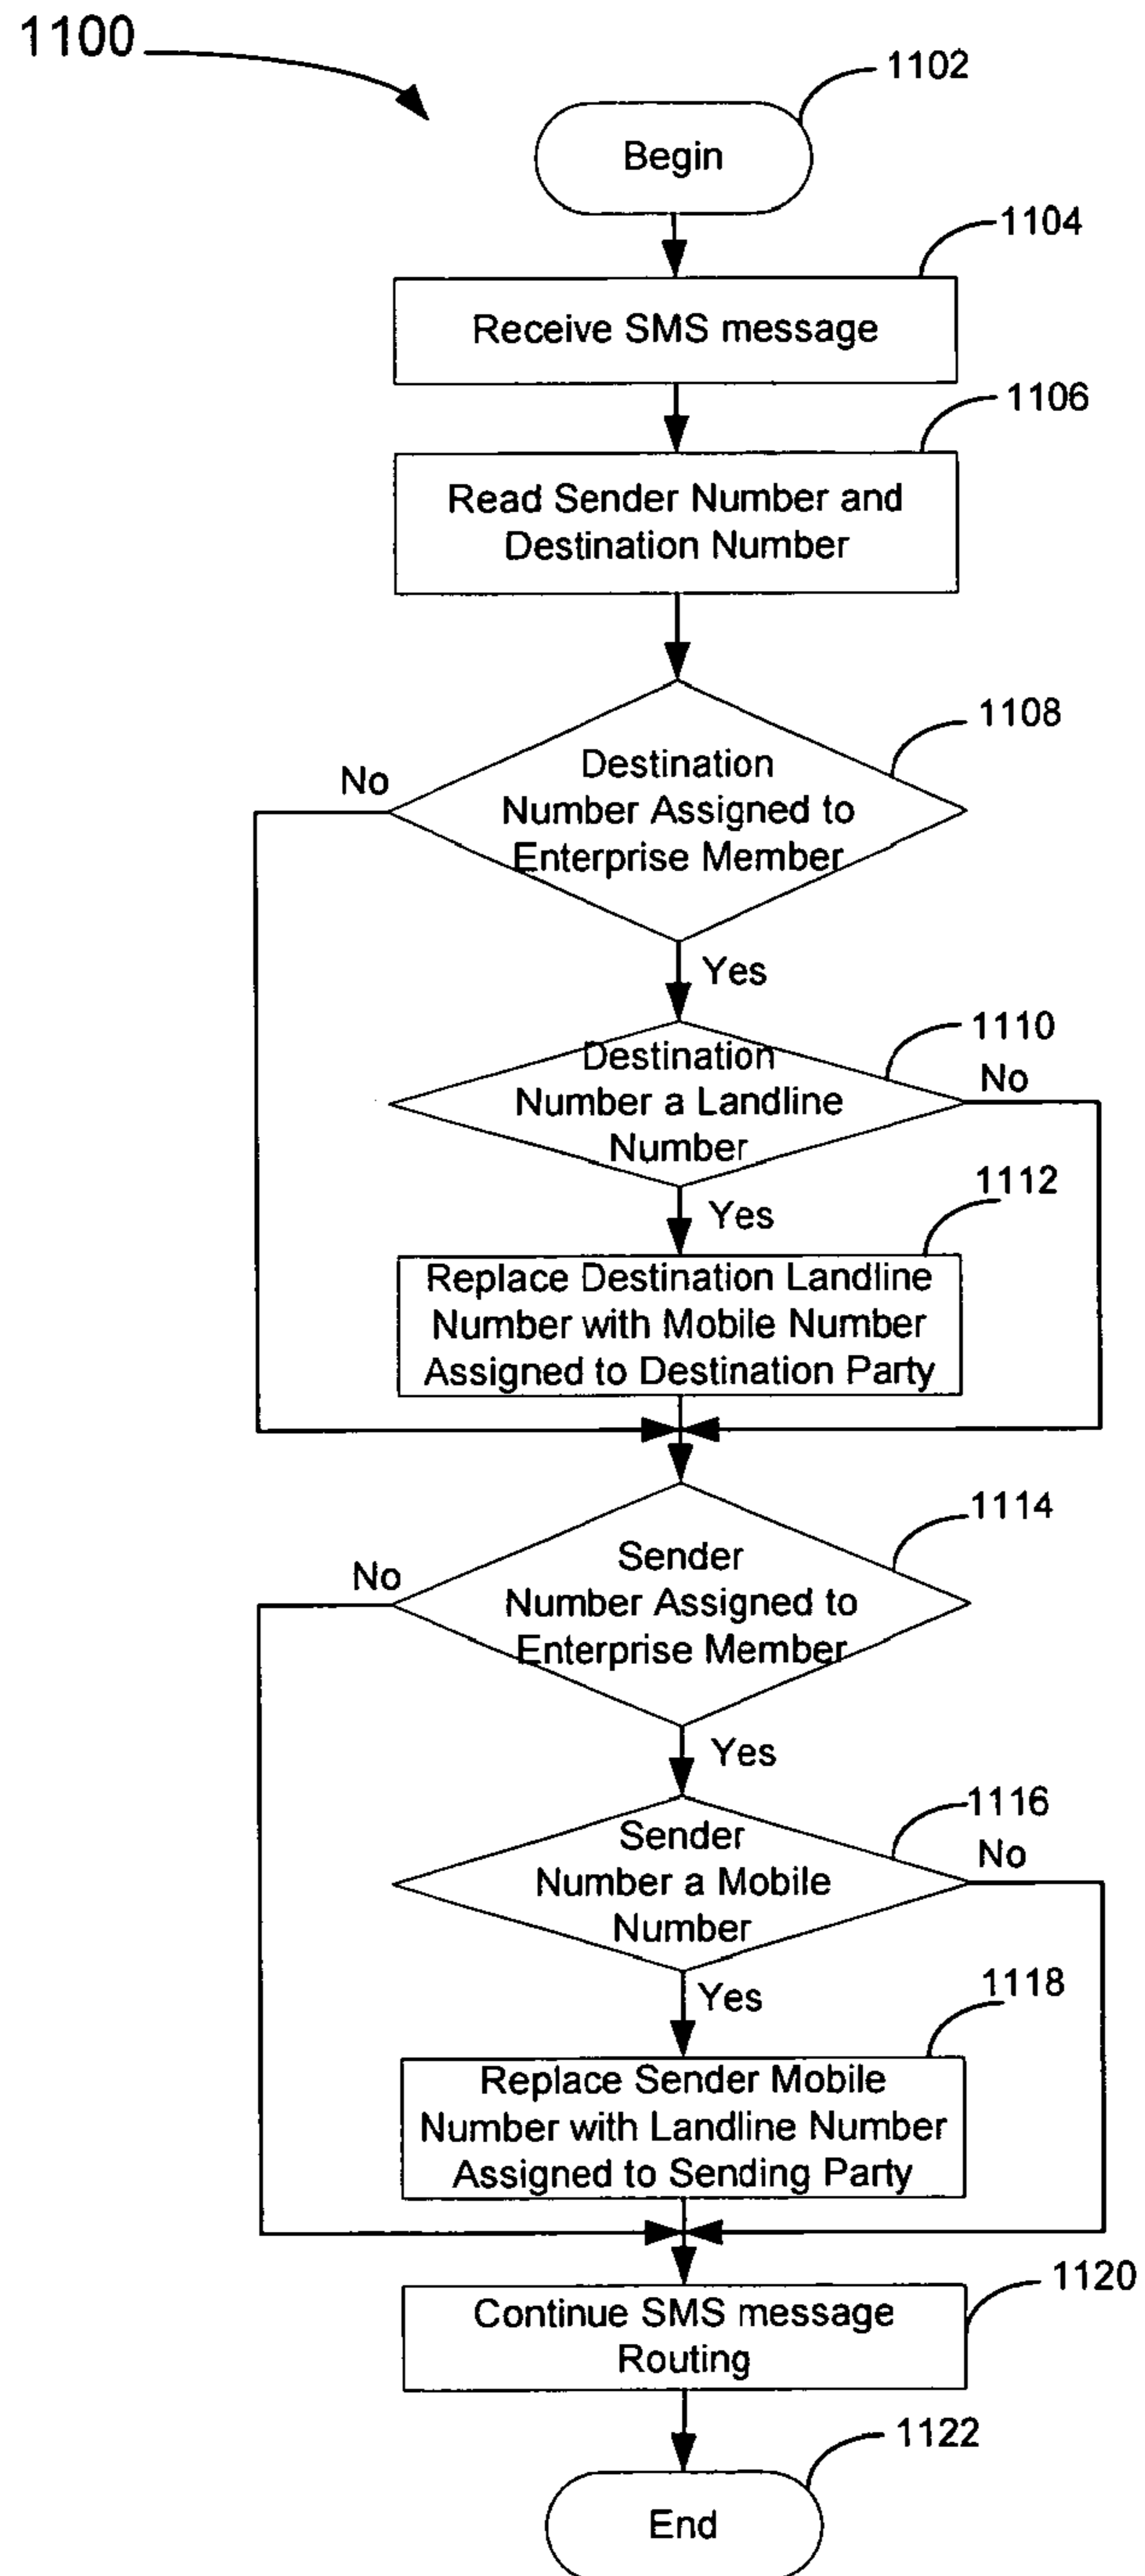 1100
1102
Begin
1104
Receive SMS message
1106
Read Sender Number and
Destination Number
1108
No
Destination
Number Assigned to
Enterprise Member
Yes
1110
Destination
Number a Landline
Number
No
1112
Yes
Replace Destination Landline
Number with Mobile Number
Assigned to Destination Party
1114
No
Sender
Number Assigned to
Enterprise Member
Yes
1116
Sender
Number a Mobile
Number
No
1118
Yes
Replace Sender Mobile
Number with Landline Number
Assigned to Sending Party
1120
Continue SMS message
Routing
1122
End